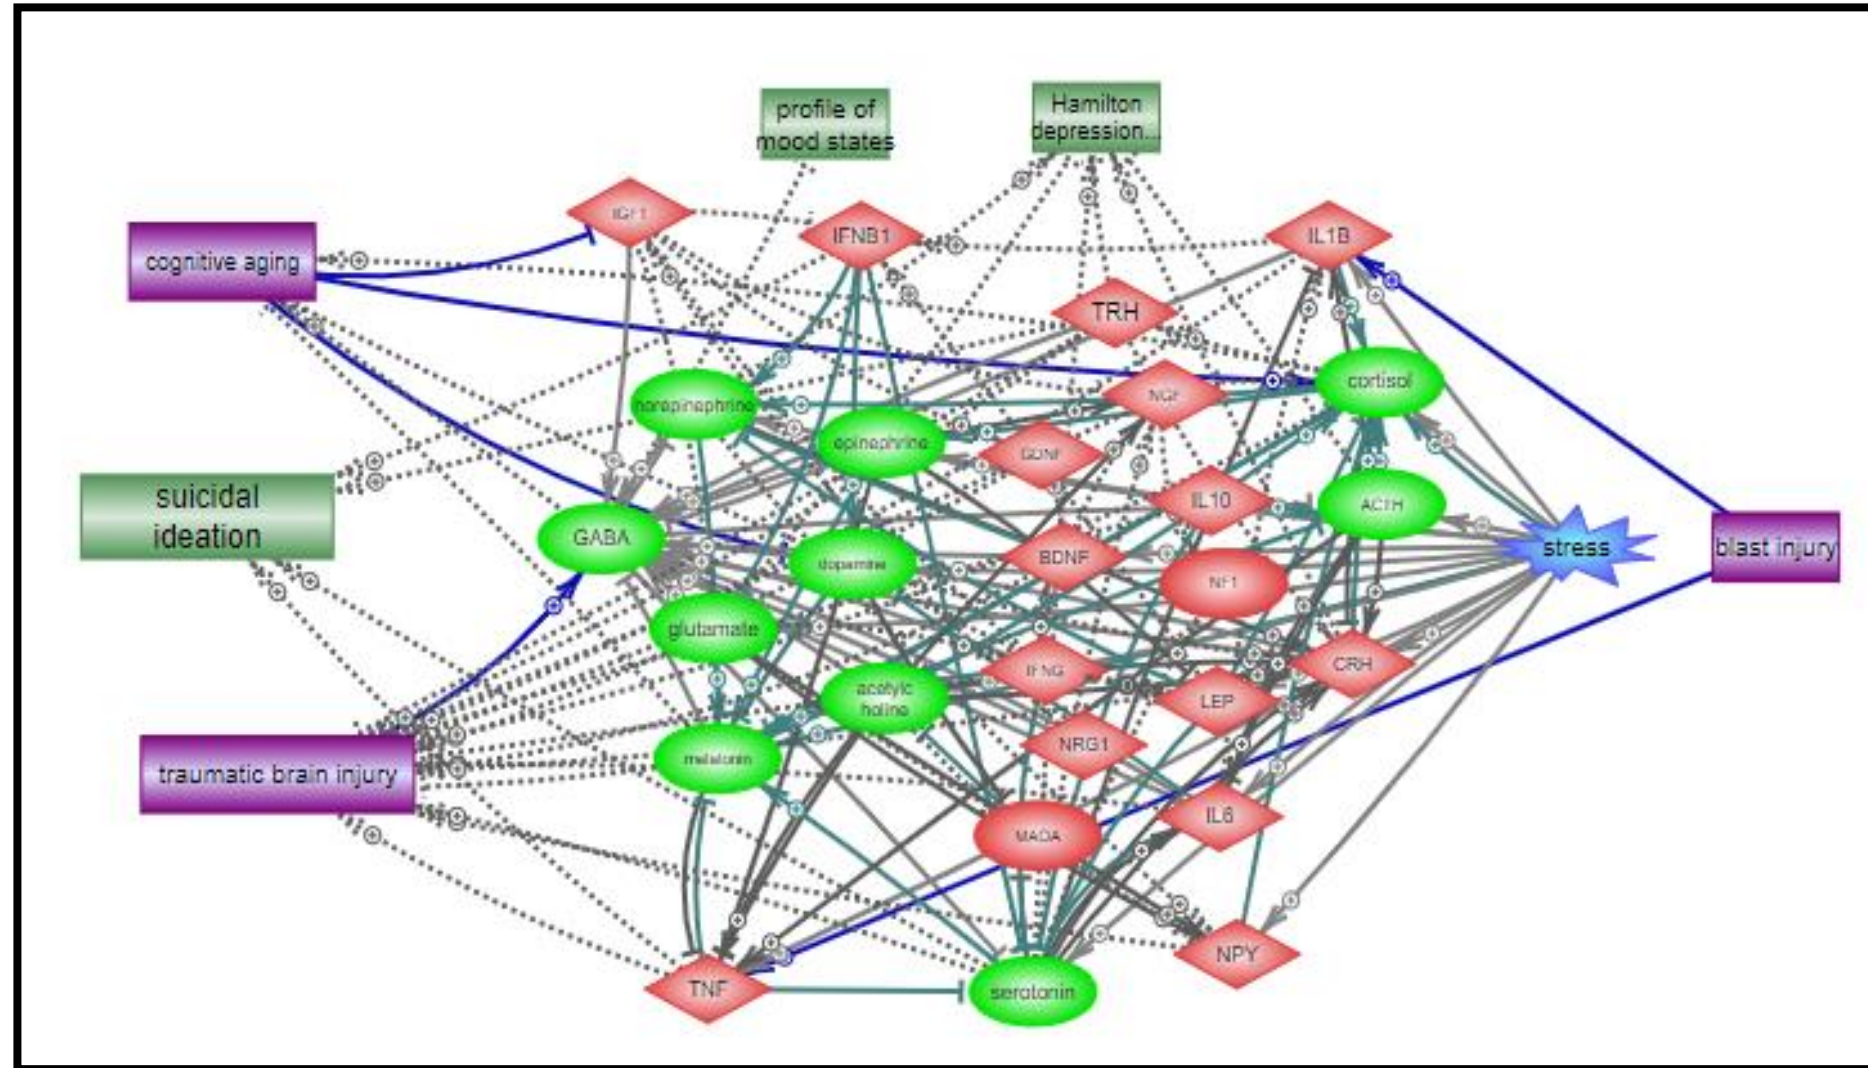 profile of
mood states
Hamilton
depression...
IGF1
IFNB1
IL1B
cognitive aging
TRH
cortisol
NGF
norepinephrine
epinephrine
GDNF
suicidal
ideation
IL10
ACTH
GABA
dopamine
BDNF
NF1
stress
blast injury
glutamate
IFNG
CRH
acetylc
holine
LEP
NRG1
melatonin
traumatic brain injury
MAOA
IL6
NPY
TNF
serotonin